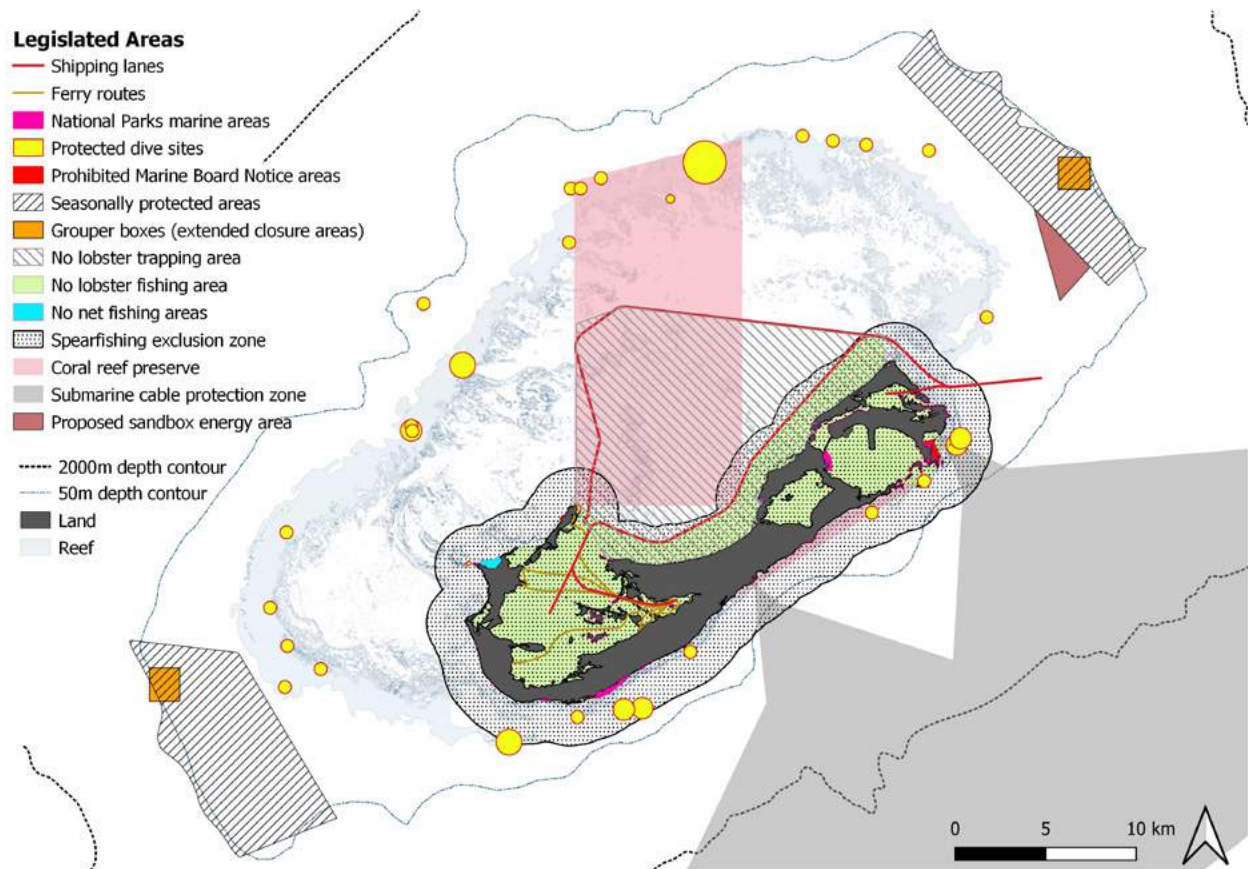 Legislated Areas
Shipping lanes
Ferry routes
National Parks marine areas
Protected dive sites
Prohibited Marine Board Notice areas
Seasonally protected areas
Grouper boxes (extended closure areas)
No lobster trapping area
No lobster fishing area
No net fishing areas
Spearfishing exclusion zone
Coral reef preserve
Submarine cable protection zone
Proposed sandbox energy area
2000m depth contour
50m depth contour
Land
Reef
0 5 10 km